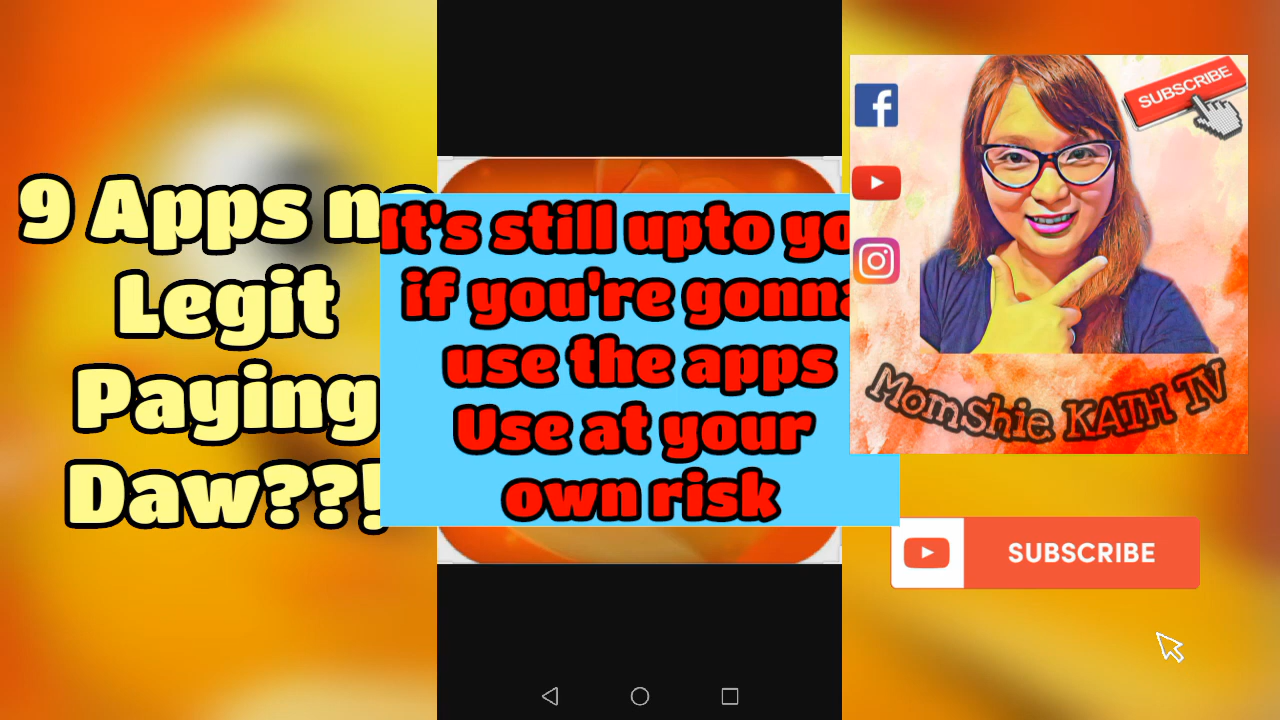 9 Apps na
Legit
Paying
Daw??!
It's still upto yo
if you're gonna
use the apps
Use at your
own risk
SUBSCRIBE
MomShie KATH TV
SUBSCRIBE